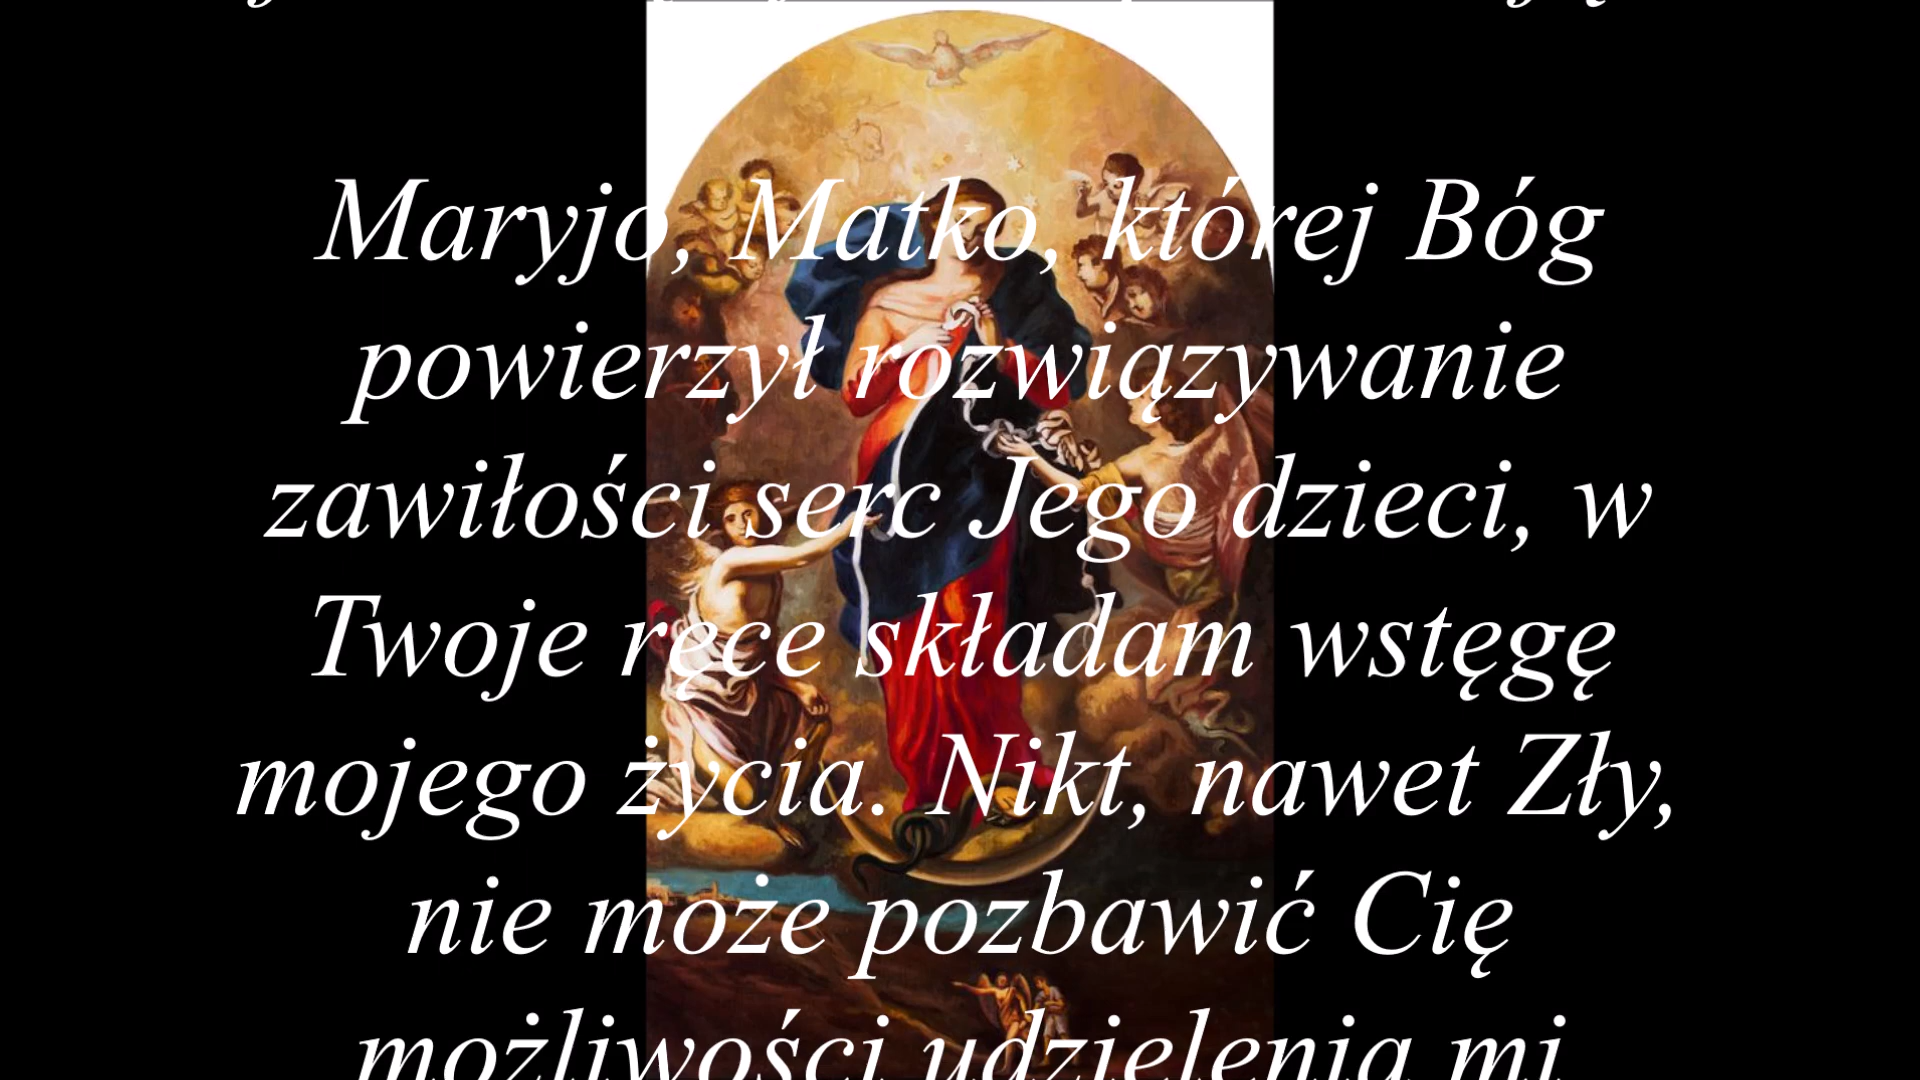 Maryjo, Matko, której Bóg
powierzył rozwiązywanie
zawiłości serc Jego dzieci, w
Twoje ręce składam wstęgę
mojego życia. Nikt, nawet Zły,
nie może pozbawić Cię
możliwości udzielenia mi